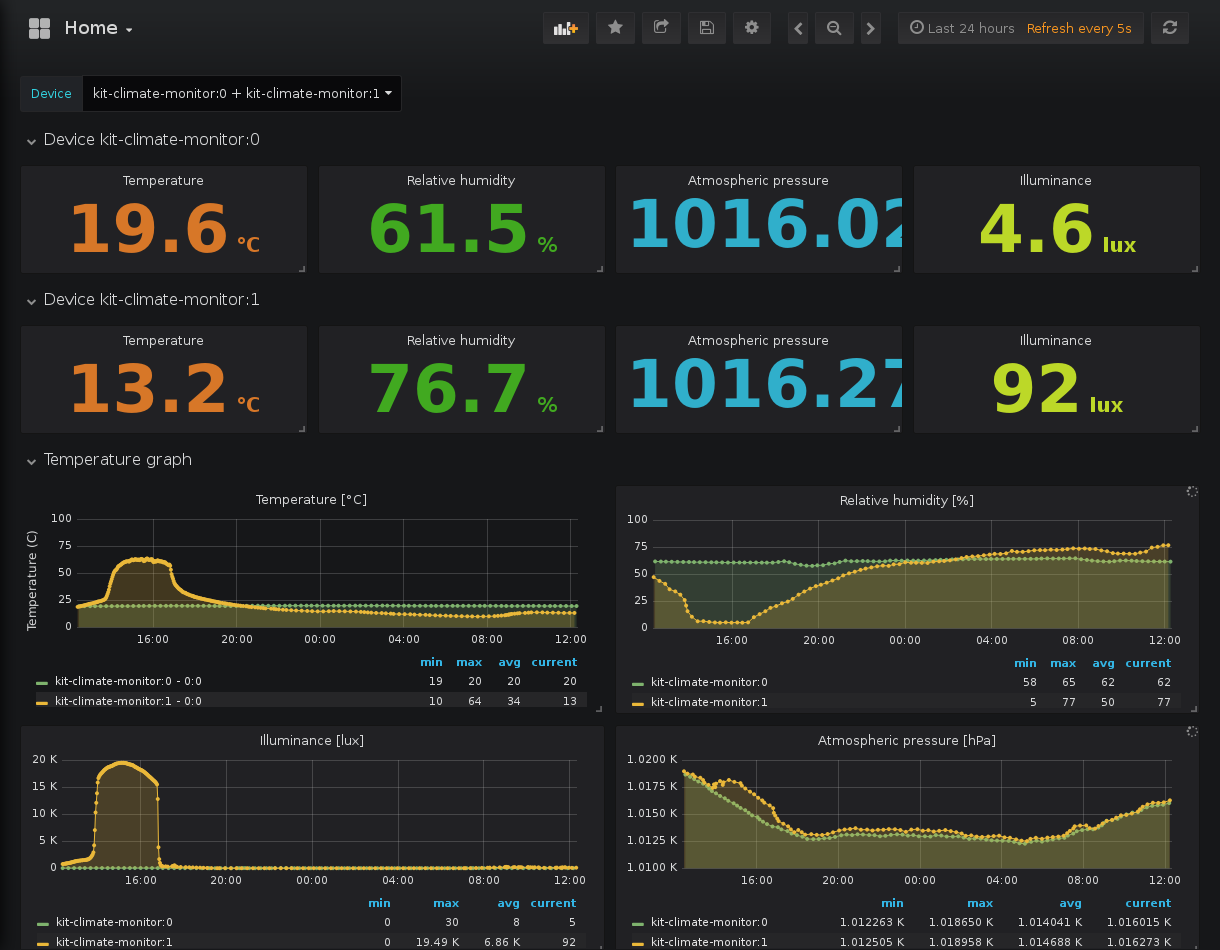 Home
Last 24 hours Refresh every 5s
Device kit-climate-monitor:0 + kit-climate-monitor:1
Device kit-climate-monitor:0
Temperature Relative humidity Atmospheric pressure Illuminance
19.6 °C 61.5 % 1016.02 4.6 lux
Device kit-climate-monitor:1
Temperature Relative humidity Atmospheric pressure Illuminance
13.2 °C 76.7 % 1016.27 92 lux
Temperature graph
Temperature [°C]
Temperature (C)
100
75
50
25
0
16:00 20:00 00:00 04:00 08:00 12:00
min max avg current
kit-climate-monitor:0 - 0:0 19 20 20 20
kit-climate-monitor:1 - 0:0 10 64 34 13
Relative humidity [%]
100
75
50
25
0
16:00 20:00 00:00 04:00 08:00 12:00
min max avg current
kit-climate-monitor:0 58 65 62 62
kit-climate-monitor:1 5 77 50 77
Illuminance [lux]
20 K
15 K
10 K
5 K
0
16:00 20:00 00:00 04:00 08:00 12:00
min max avg current
kit-climate-monitor:0 0 30 8 5
kit-climate-monitor:1 0 19.49 K 6.86 K 92
Atmospheric pressure [hPa]
1.0200 K
1.0175 K
1.0150 K
1.0125 K
1.0100 K
16:00 20:00 00:00 04:00 08:00 12:00
min max avg current
kit-climate-monitor:0 1.012263 K 1.018650 K 1.014041 K 1.016015 K
kit-climate-monitor:1 1.012505 K 1.018958 K 1.014688 K 1.016273 K